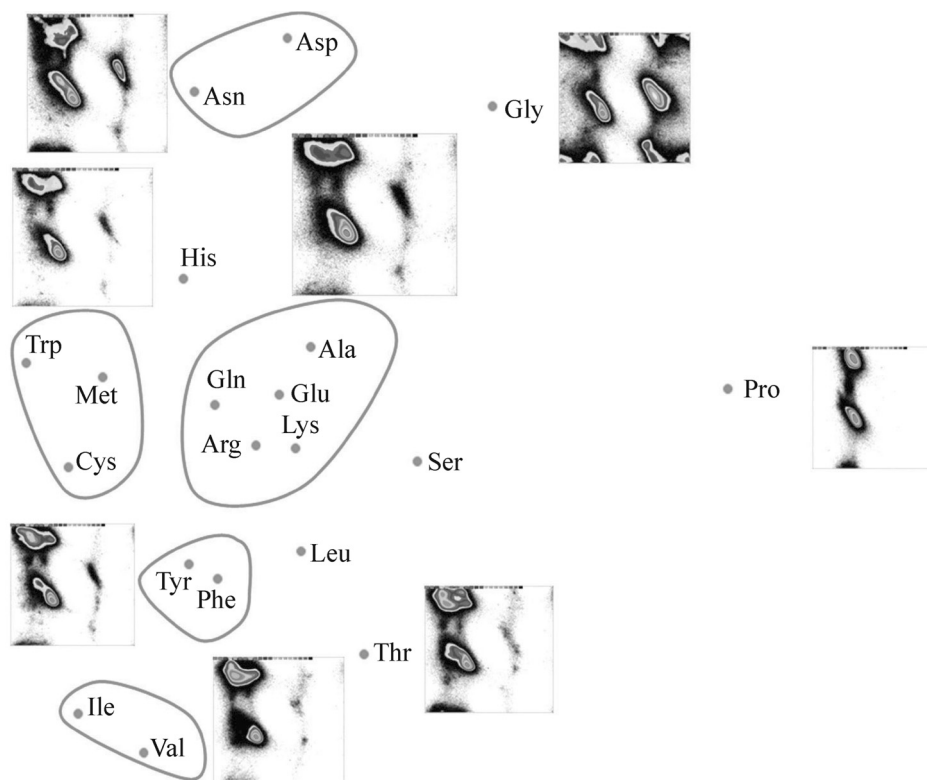 Asp
Asn
Gly
His
Trp
Met
Cys
Ala
Gln
Glu
Lys
Arg
Ser
Pro
Leu
Tyr
Phe
Thr
Ile
Val